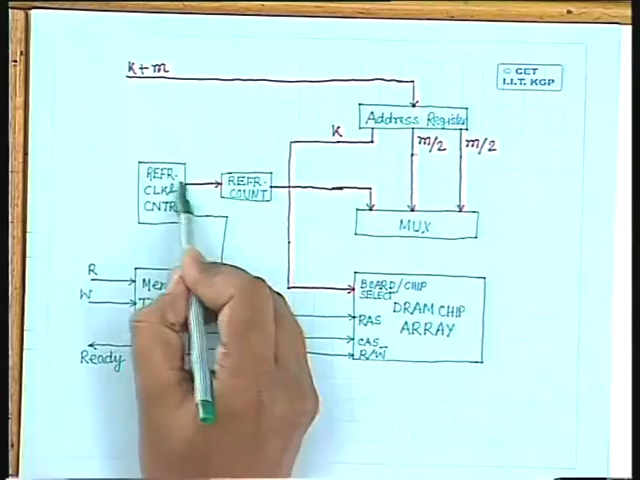 K+m
© CET
I.I.T. KGP
Address Register
K
m/2
m/2
REFR-
CLK&
CNTR
REFR-
COUNT
MUX
R
W
Ready
BOARD/CHIP
SELECT
DRAM CHIP
ARRAY
RAS
CAS
R/W